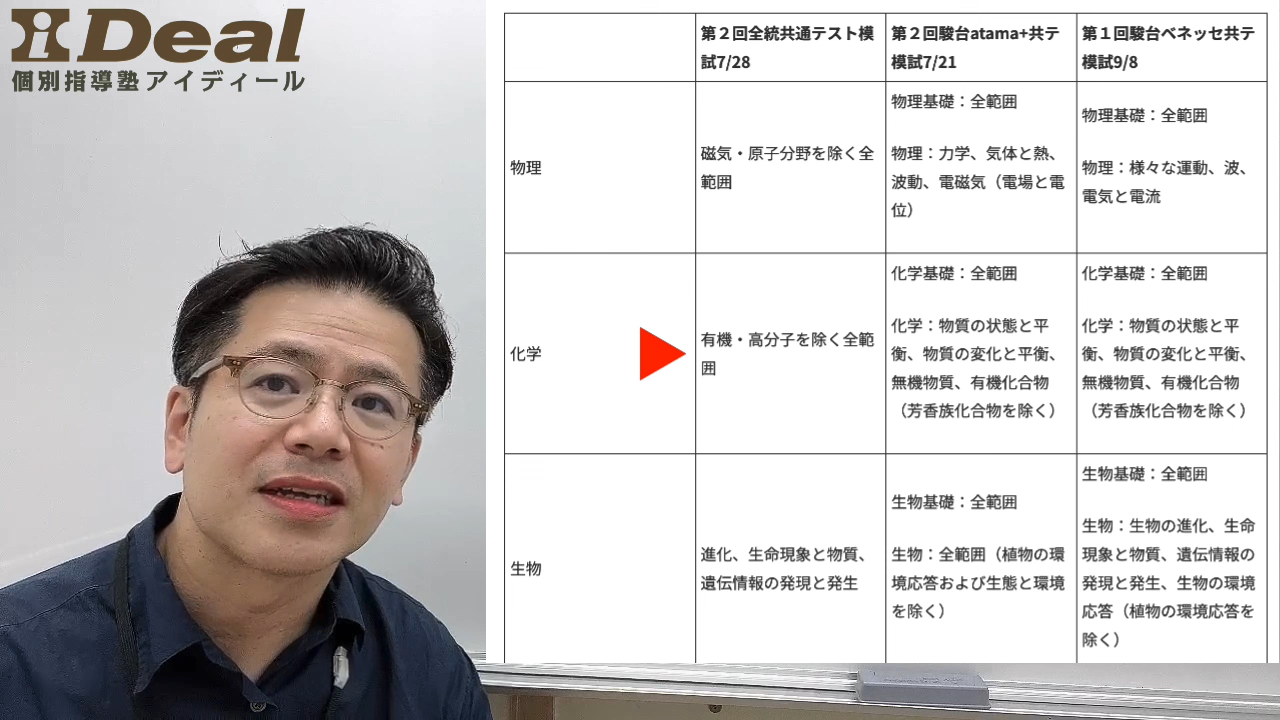 iDeal
個別指導塾アイディール
第２回全統共通テスト模
試7/28
第２回駿台atama+共テ
模試7/21
第１回駿台ベネッセ共テ
模試9/8
物理
磁気・原子分野を除く全
範囲
物理基礎：全範囲
物理：力学、気体と熱、
波動、電磁気（電場と電
位）
物理基礎：全範囲
物理：様々な運動、波、
電気と電流
化学
有機・高分子を除く全範
囲
化学基礎：全範囲
化学：物質の状態と平
衡、物質の変化と平衡、
無機物質、有機化合物
（芳香族化合物を除く）
化学基礎：全範囲
化学：物質の状態と平
衡、物質の変化と平衡、
無機物質、有機化合物
（芳香族化合物を除く）
生物
進化、生命現象と物質、
遺伝情報の発現と発生
生物基礎：全範囲
生物：全範囲（植物の環
境応答および生態と環境
を除く）
生物基礎：全範囲
生物：生物の進化、生命
現象と物質、遺伝情報の
発現と発生、生物の環境
応答（植物の環境応答を
除く）